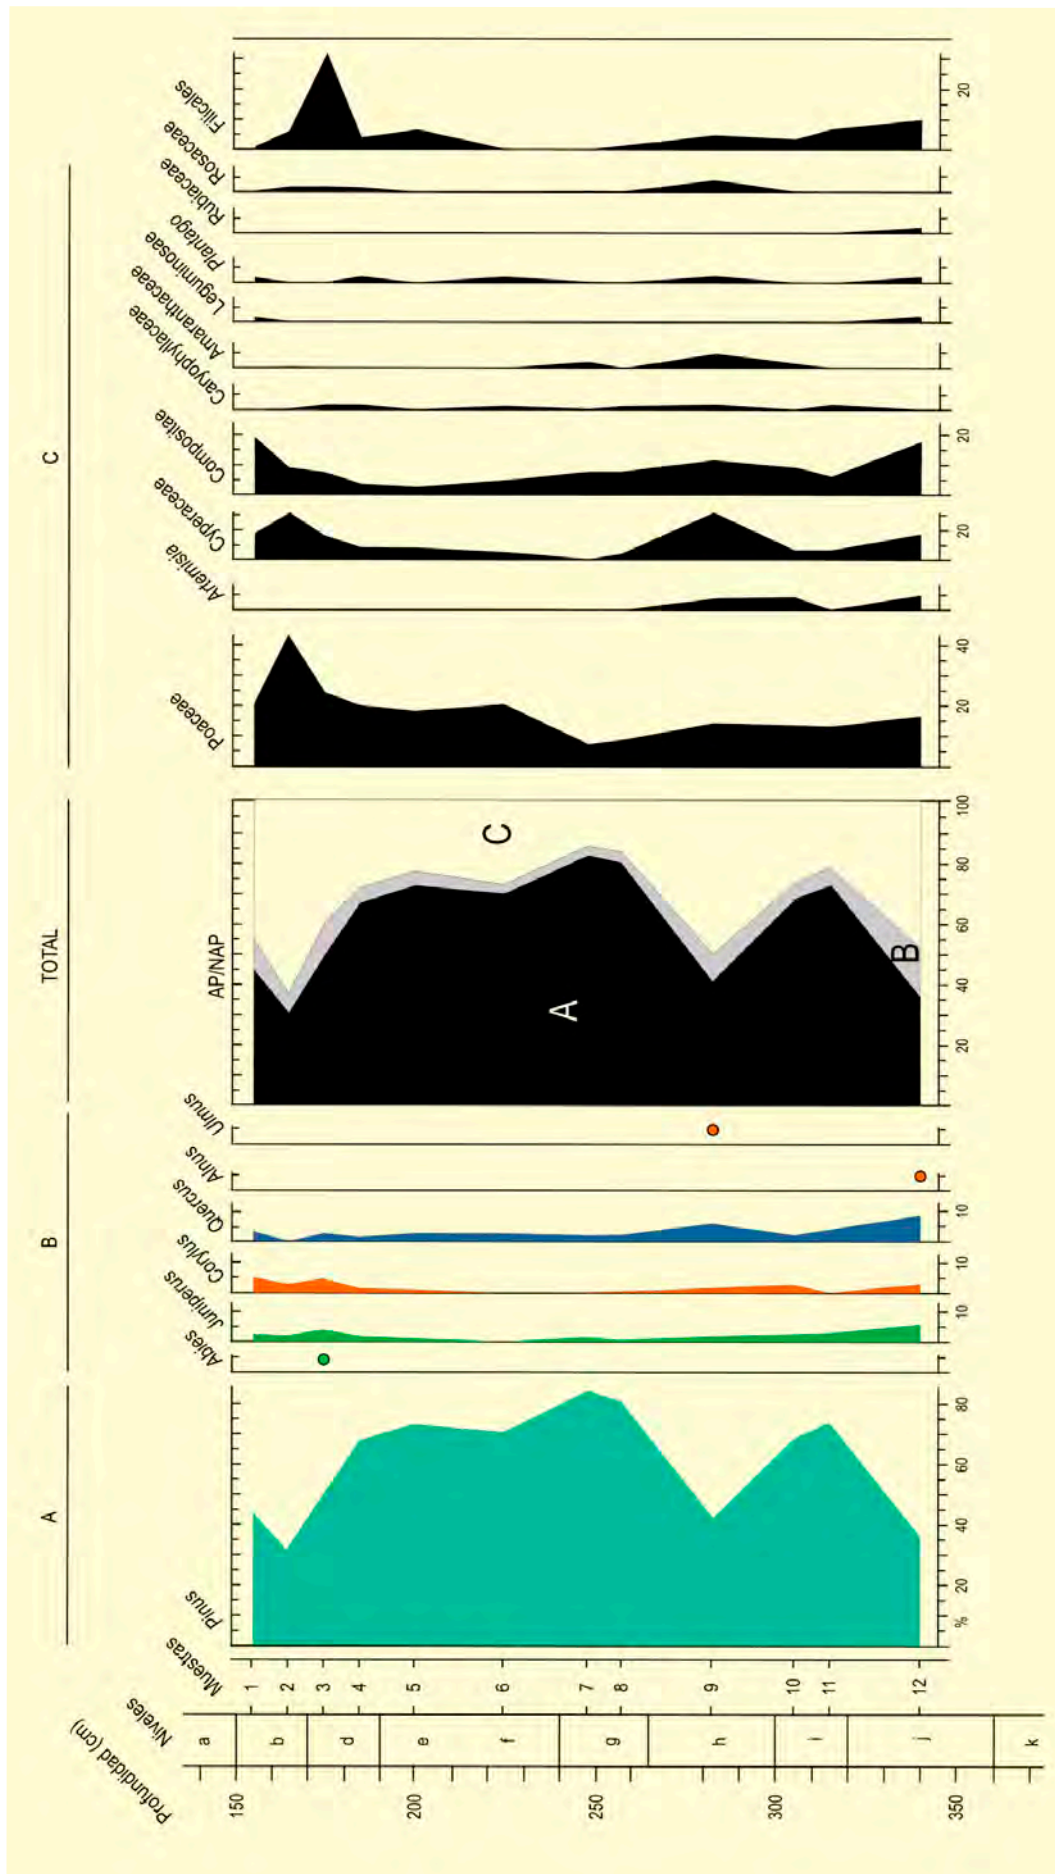 Profundidad (cm)
150
200
250
300
350
Niveles
a
b
d
e
f
g
h
i
j
k
Muestras
1
2
3
4
5
6
7
8
9
10
11
12
A
Pinus
%
20
40
60
80
B
Abies
Juniperus
10
Corylus
10
Quercus
10
Alnus
Ulmus
TOTAL
AP/NAP
A
B
C
20
40
60
80
100
C
Poaceae
20
40
Artemisia
Cyperaceae
20
Compositae
20
Caryophyllaceae
Amaranthaceae
Leguminosae
Plantago
Rubiaceae
Rosaceae
Filicales
20